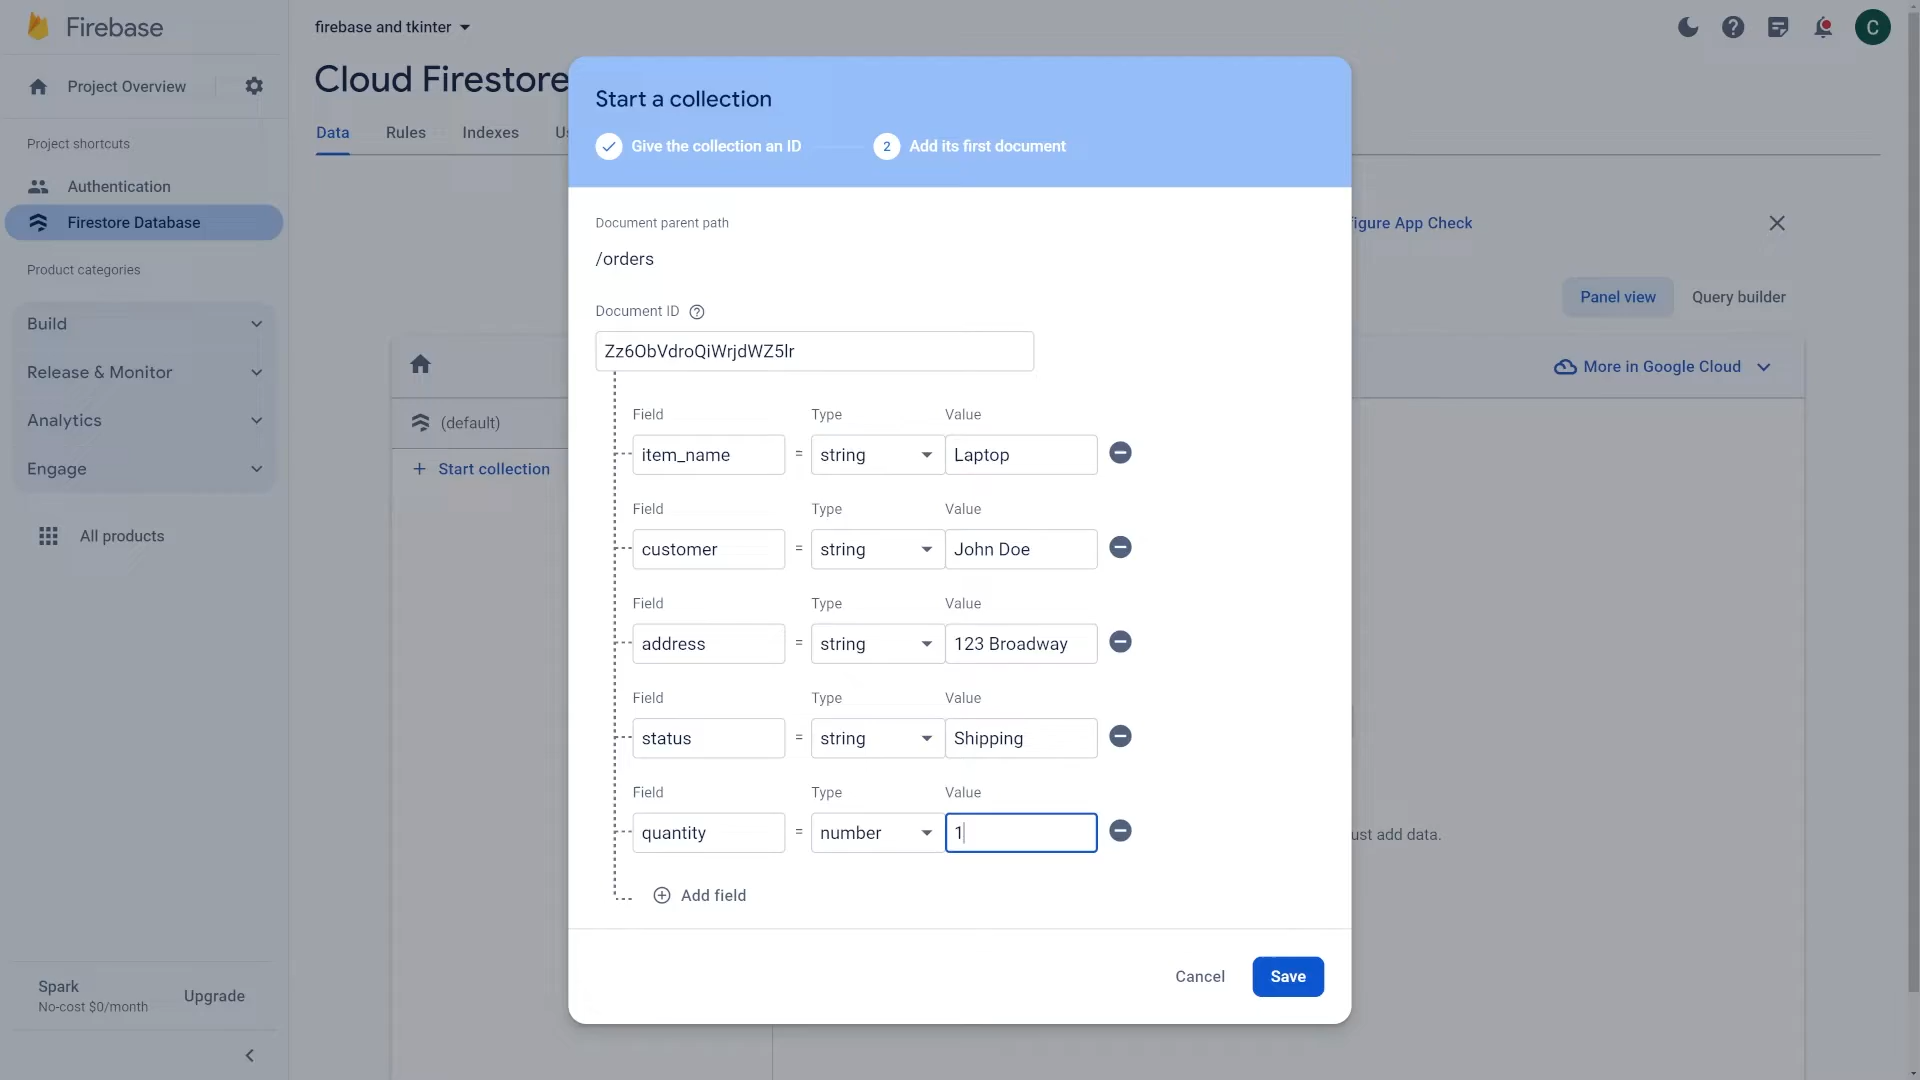 Firebase
firebase and tkinter
C
Project Overview
Cloud Firestore
Data
Rules
Indexes
Us
Project shortcuts
Authentication
Firestore Database
Product categories
Build
Release & Monitor
Analytics
Engage
All products
Spark
No-cost $0/month
Upgrade
(default)
Start collection
Start a collection
Give the collection an ID
2
Add its first document
Document parent path
/orders
Document ID
Field
Type
Value
item_name
=
string
Laptop
Field
Type
Value
customer
=
string
John Doe
Field
Type
Value
address
=
string
123 Broadway
Field
Type
Value
status
=
string
Shipping
Field
Type
Value
quantity
=
number
1
Add field
Cancel
Save
figure App Check
Panel view
Query builder
More in Google Cloud
ust add data.